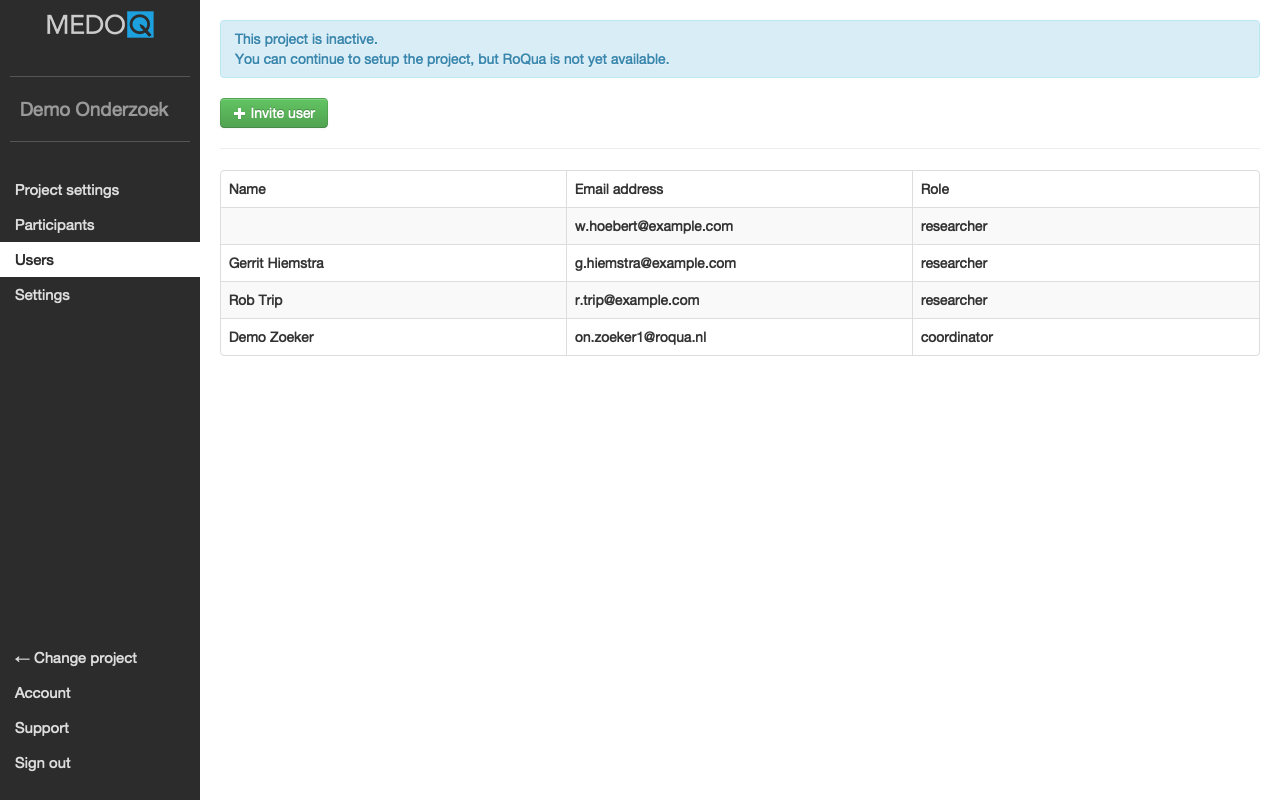 MEDOQ
Demo Onderzoek
Project settings
Participants
Users
Settings
← Change project
Account
Support
Sign out
This project is inactive.
You can continue to setup the project, but RoQua is not yet available.
+ Invite user
Name Email address Role
w.hoebert@example.com researcher
Gerrit Hiemstra g.hiemstra@example.com researcher
Rob Trip r.trip@example.com researcher
Demo Zoeker on.zoeker1@roqua.nl coordinator